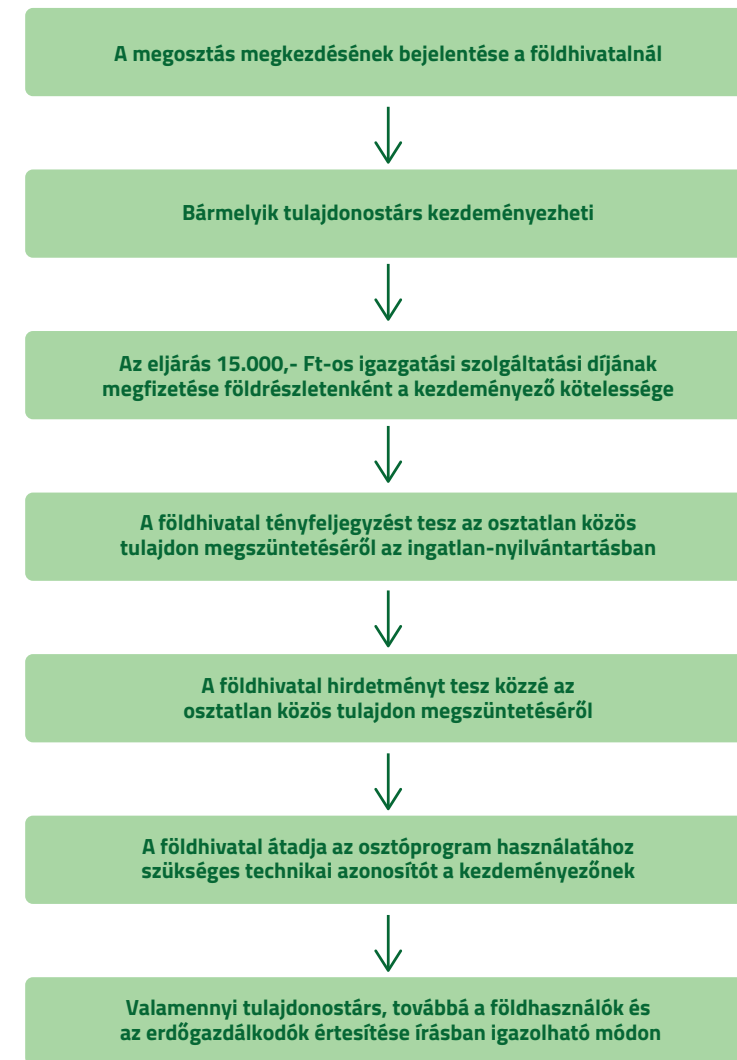 A megosztás megkezdésének bejelentése a földhivatalnál
Bármelyik tulajdonostárs kezdeményezheti
Az eljárás 15.000,- Ft-os igazgatási szolgáltatási díjának
megfizetése földrészletenként a kezdeményező kötelessége
A földhivatal tényfeljegyzést tesz az osztatlan közös
tulajdon megszüntetéséről az ingatlan-nyilvántartásban
A földhivatal hirdetményt tesz közzé az
osztatlan közös tulajdon megszüntetéséről
A földhivatal átadja az osztóprogram használatához
szükséges technikai azonosítót a kezdeményezőnek
Valamennyi tulajdonostárs, továbbá a földhasználók és
az erdőgazdálkodók értesítése írásban igazolható módon